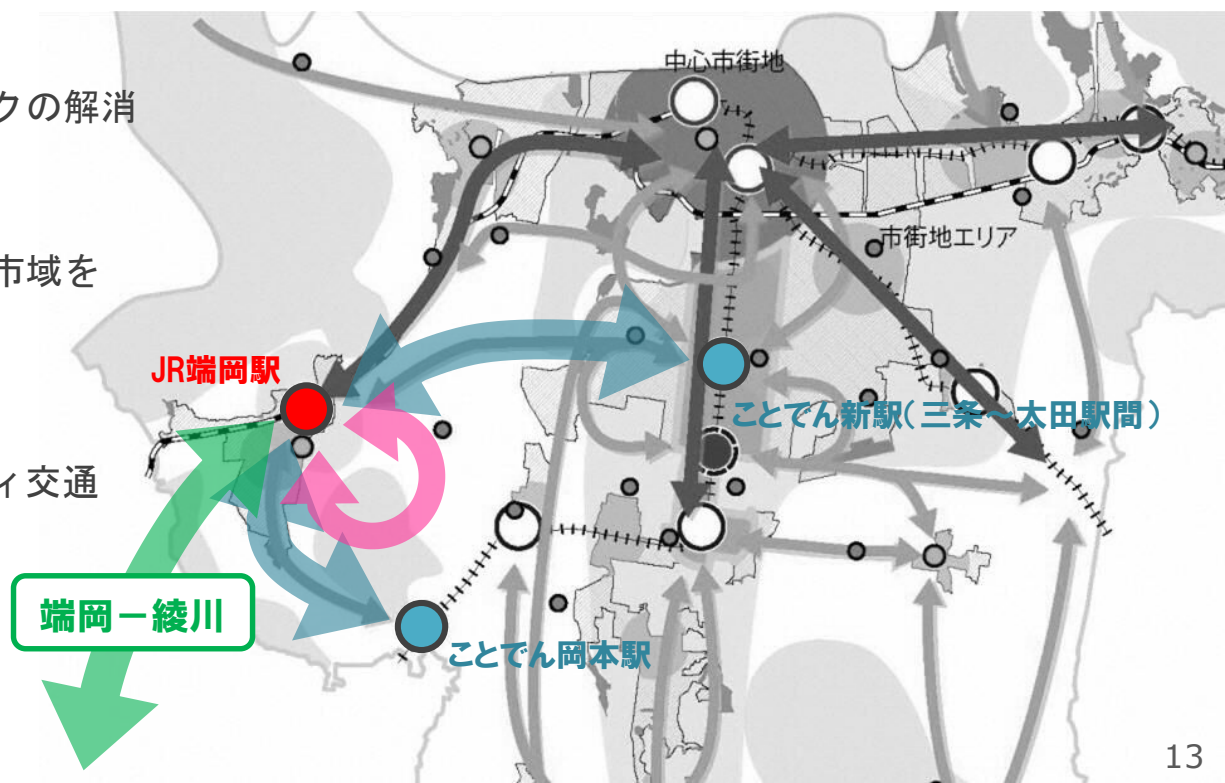 中心市街地
クの解消
市街地エリア
市域を
JR端岡駅
ことでん新駅(三条～太田駅間)
ィ交通
端岡－綾川
ことでん岡本駅
13